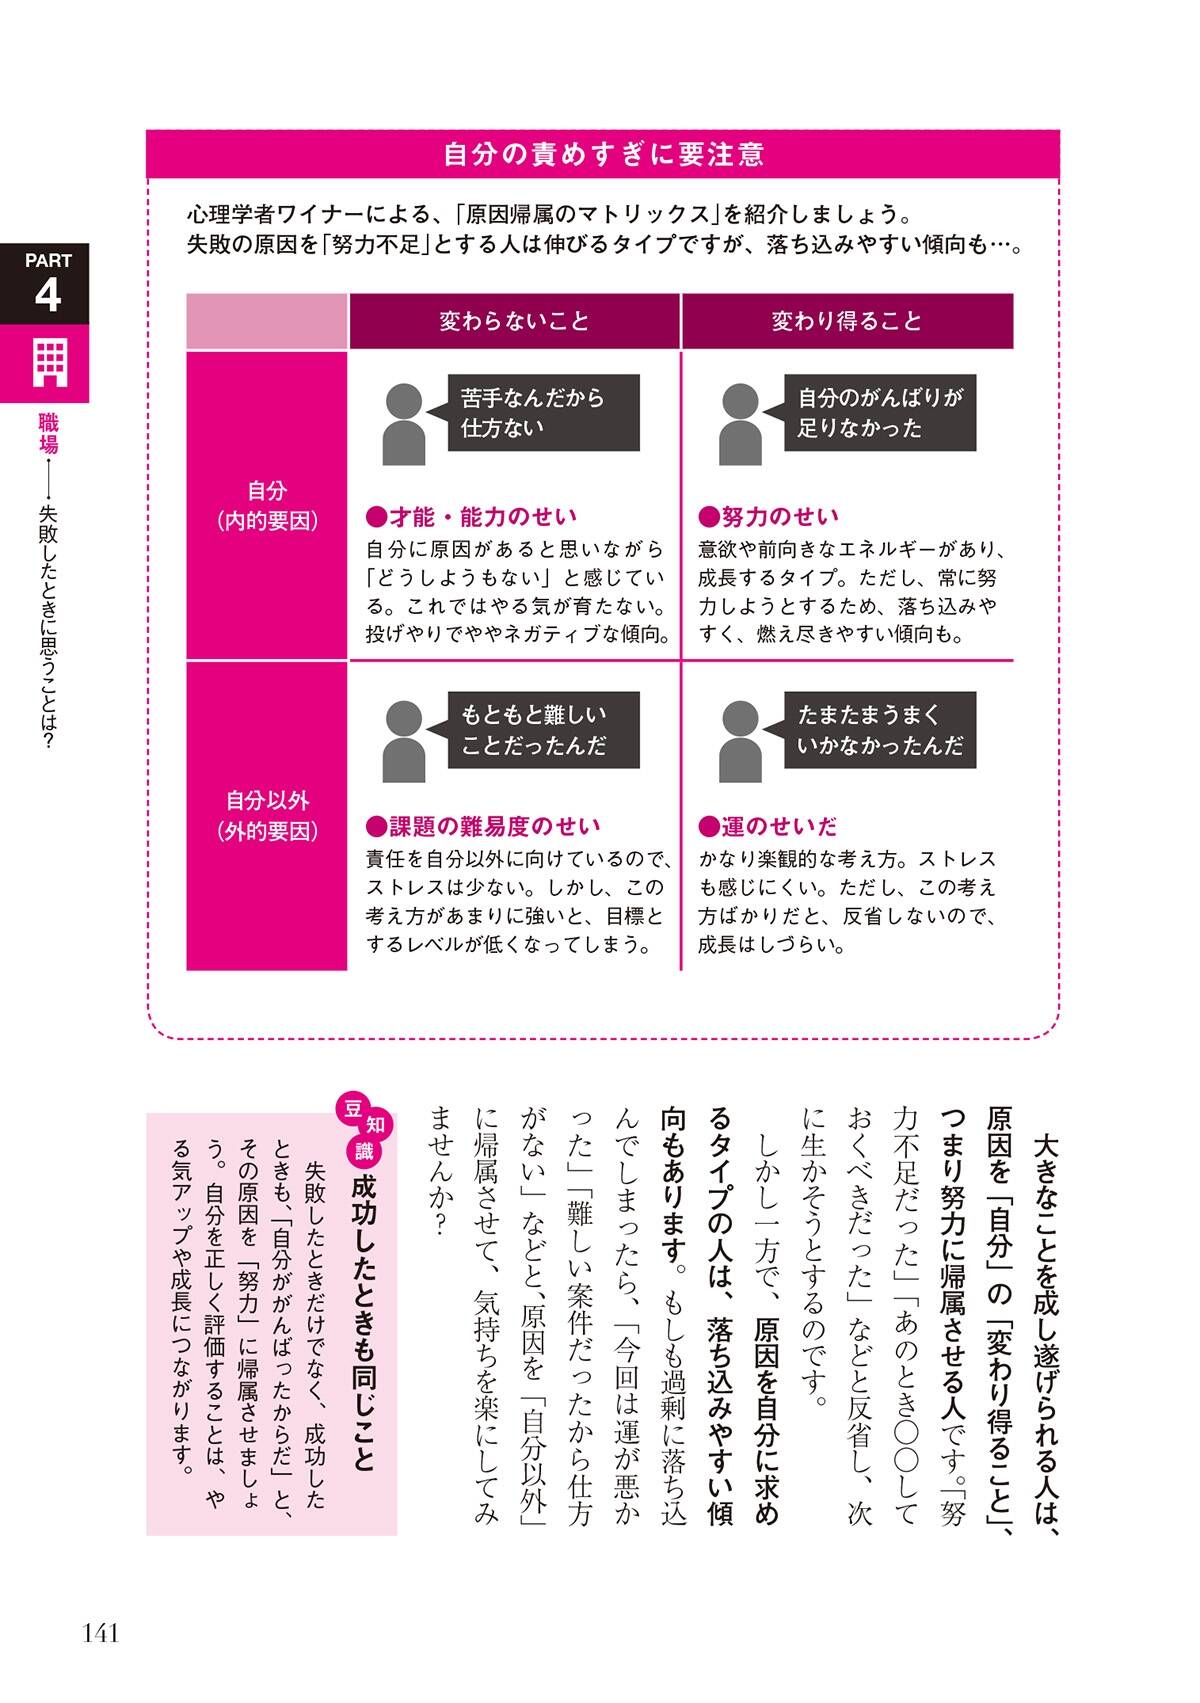 自分の責めすぎに要注意
心理学者ワイナーによる、「原因帰属のマトリックス」を紹介しましょう。
失敗の原因を「努力不足」とする人は伸びるタイプですが、落ち込みやすい傾向も…。
PART
4
職場――失敗したときに思うことは?
変わらないこと
変わり得ること
自分
(内的要因)
苦手なんだから
仕方ない
●才能・能力のせい
自分に原因があると思いながら
「どうしようもない」と感じてい
る。これではやる気が育たない。
投げやりでややネガティブな傾向。
自分のがんばりが
足りなかった
●努力のせい
意欲や前向きなエネルギーがあり、
成長するタイプ。ただし、常に努
力しようとするため、落ち込みや
すく、燃え尽きやすい傾向も。
自分以外
(外的要因)
もともと難しい
ことだったんだ
●課題の難易度のせい
責任を自分以外に向けているので、
ストレスは少ない。しかし、この
考え方があまりに強いと、目標と
するレベルが低くなってしまう。
たまたまうまく
いかなかったんだ
●運のせいだ
かなり楽観的な考え方。ストレス
も感じにくい。ただし、この考え
方ばかりだと、反省しないので、
成長はしづらい。
大きなことを成し遂げられる人は、
原因を「自分」の「変わり得ること」、
つまり努力に帰属させる人です。「努
力不足だった」「あのとき〇〇して
おくべきだった」などと反省し、次
に生かそうとするのです。
しかし一方で、原因を自分に求め
るタイプの人は、落ち込みやすい傾
向もあります。もしも過剰に落ち込
んでしまったら、「今回は運が悪か
った」「難しい案件だったから仕方
がない」などと、原因を「自分以外」
に帰属させて、気持ちを楽にしてみ
ませんか?
豆知識
成功したときも同じこと
失敗したときだけでなく、成功した
ときも、「自分ががんばったからだ」と、
その原因を「努力」に帰属させましょ
う。自分を正しく評価することは、や
る気アップや成長につながります。
141